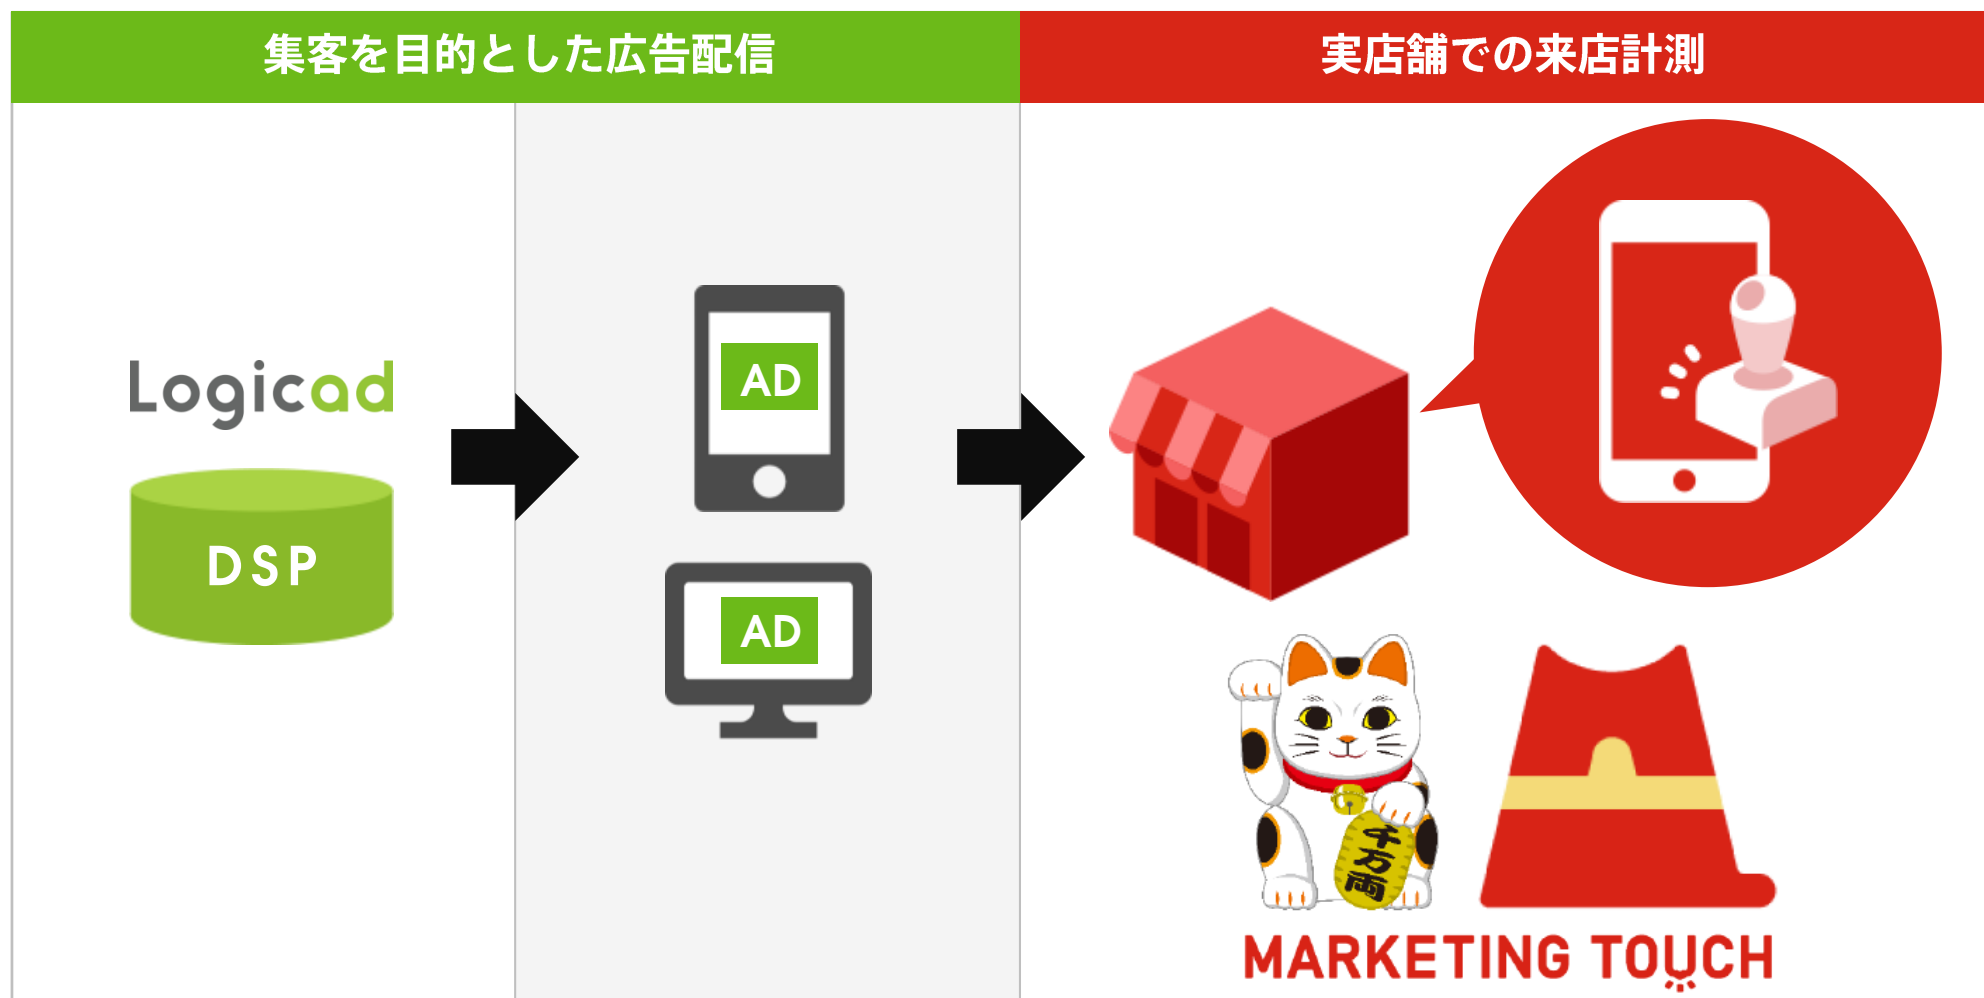 集客を目的とした広告配信
実店舗での来店計測
Logicad
DSP
AD
AD
千万両
MARKETING TOUCH